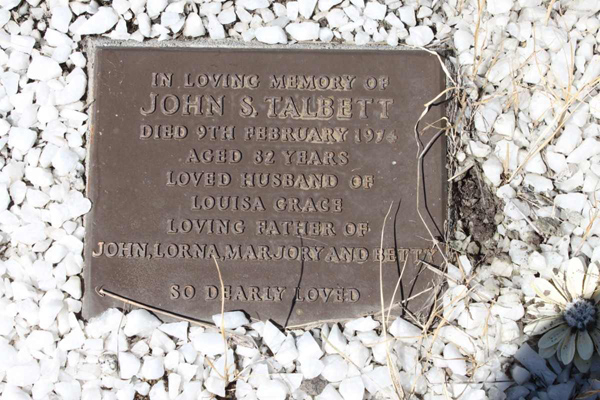 IN LOVING MEMORY OF
JOHN S. TALBETT
DIED 9TH FEBRUARY 1974
AGED 82 YEARS
LOVED HUSBAND OF
LOUISA GRACE
LOVING FATHER OF
JOHN, LORNA, MARJORY AND BETTY
SO DEARLY LOVED